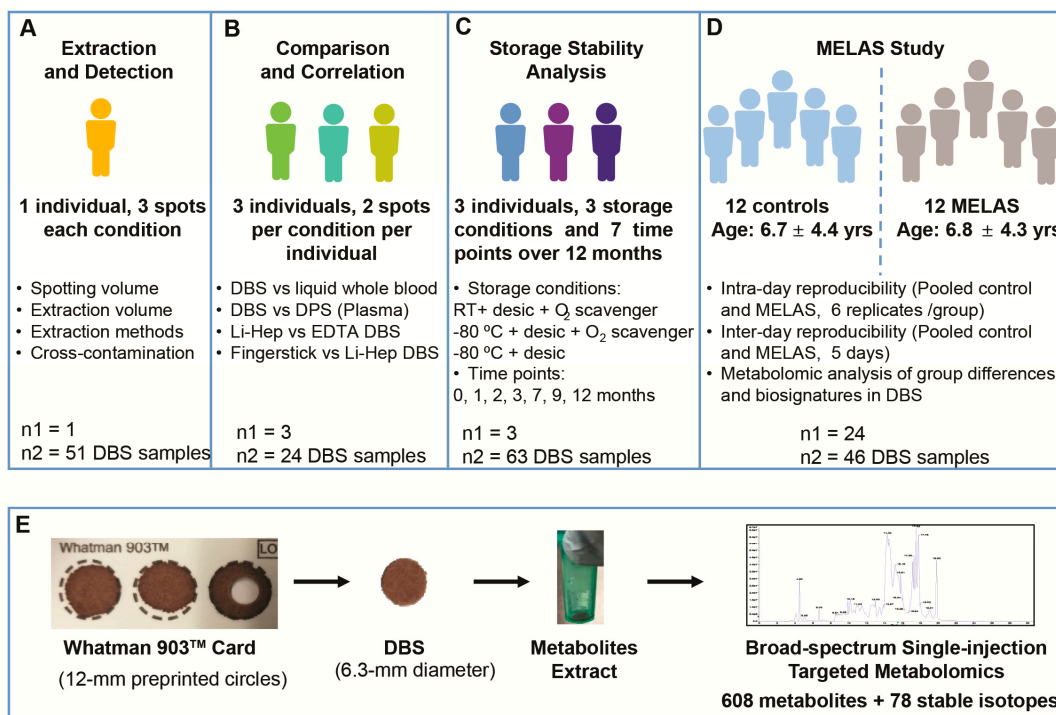 A
Extraction
and Detection
1 individual, 3 spots
each condition
• Spotting volume
• Extraction volume
• Extraction methods
• Cross-contamination
n1 = 1
n2 = 51 DBS samples
B
Comparison
and Correlation
3 individuals, 2 spots
per condition per
individual
• DBS vs liquid whole blood
• DBS vs DPS (Plasma)
• Li-Hep vs EDTA DBS
• Fingerstick vs Li-Hep DBS
n1 = 3
n2 = 24 DBS samples
C
Storage Stability
Analysis
3 individuals, 3 storage
conditions and 7 time
points over 12 months
• Storage conditions:
RT+ desic + O2 scavenger
-80 ºC + desic + O2 scavenger
-80 ºC + desic
• Time points:
0, 1, 2, 3, 7, 9, 12 months
n1 = 3
n2 = 63 DBS samples
D
MELAS Study
12 controls
Age: 6.7 ± 4.4 yrs
12 MELAS
Age: 6.8 ± 4.3 yrs
• Intra-day reproducibility (Pooled control
and MELAS, 6 replicates /group)
• Inter-day reproducibility (Pooled control
and MELAS, 5 days)
• Metabolomic analysis of group differences
and biosignatures in DBS
n1 = 24
n2 = 46 DBS samples
E
Whatman 903™
LO
Whatman 903™ Card
(12-mm preprinted circles)
DBS
(6.3-mm diameter)
Metabolites
Extract
Broad-spectrum Single-injection
Targeted Metabolomics
608 metabolites + 78 stable isotopes